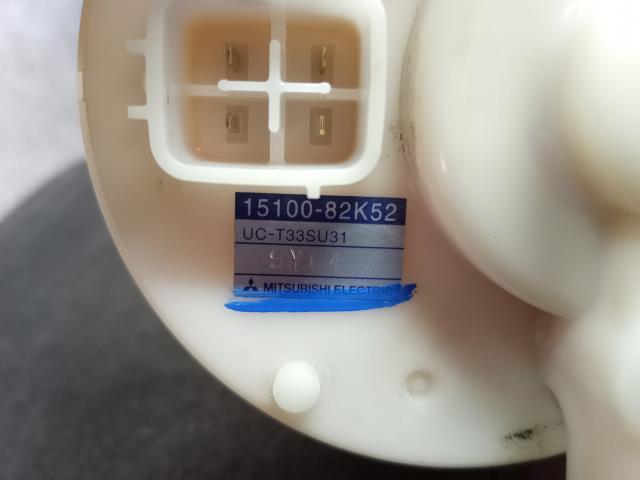 15100-82K52
UC-T33SU31
MITSUBISHI ELECTRIC